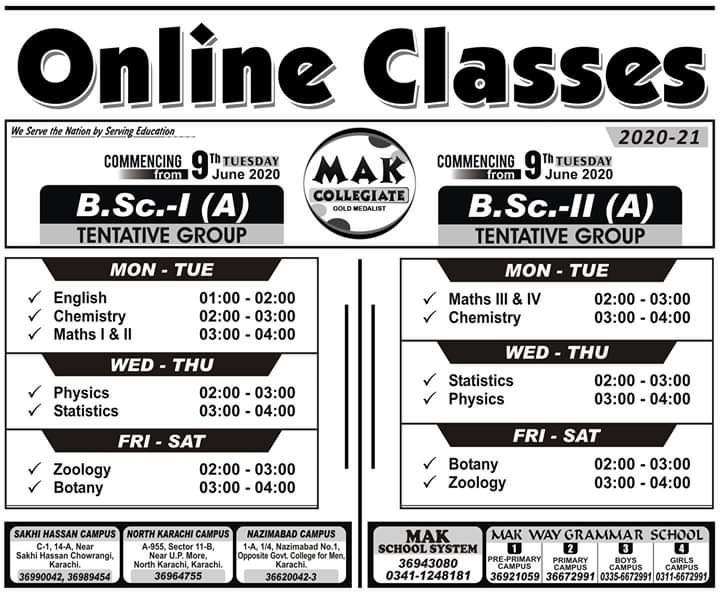 Online Classes
We Serve the Nation by Serving Education
2020-21
COMMENCING from 9Th TUESDAY June 2020
B.Sc.-I (A)
TENTATIVE GROUP
MAK
COLLEGIATE
GOLD MEDALIST
COMMENCING from 9Th TUESDAY June 2020
B.Sc.-II (A)
TENTATIVE GROUP
MON - TUE
✓ English 01:00 - 02:00
✓ Chemistry 02:00 - 03:00
✓ Maths I & II 03:00 - 04:00
WED - THU
✓ Physics 02:00 - 03:00
✓ Statistics 03:00 - 04:00
FRI - SAT
✓ Zoology 02:00 - 03:00
✓ Botany 03:00 - 04:00
MON - TUE
✓ Maths III & IV 02:00 - 03:00
✓ Chemistry 03:00 - 04:00
WED - THU
✓ Statistics 02:00 - 03:00
✓ Physics 03:00 - 04:00
FRI - SAT
✓ Botany 02:00 - 03:00
✓ Zoology 03:00 - 04:00
SAKHI HASSAN CAMPUS
C-1, 14-A, Near
Sakhi Hassan Chowrangi,
Karachi.
36990042, 36989454
NORTH KARACHI CAMPUS
A-955, Sector 11-B,
Near U.P. More,
North Karachi, Karachi.
36964755
NAZIMABAD CAMPUS
1-A, 1/4, Nazimabad No.1,
Opposite Govt. College for Men,
Karachi.
36620042-3
MAK
SCHOOL SYSTEM
36943080
0341-1248181
MAK WAY GRAMMAR SCHOOL
1
PRE-PRIMARY
CAMPUS
36921059
2
PRIMARY
CAMPUS
36672991
3
BOYS
CAMPUS
0335-6672991
4
GIRLS
CAMPUS
0311-6672991